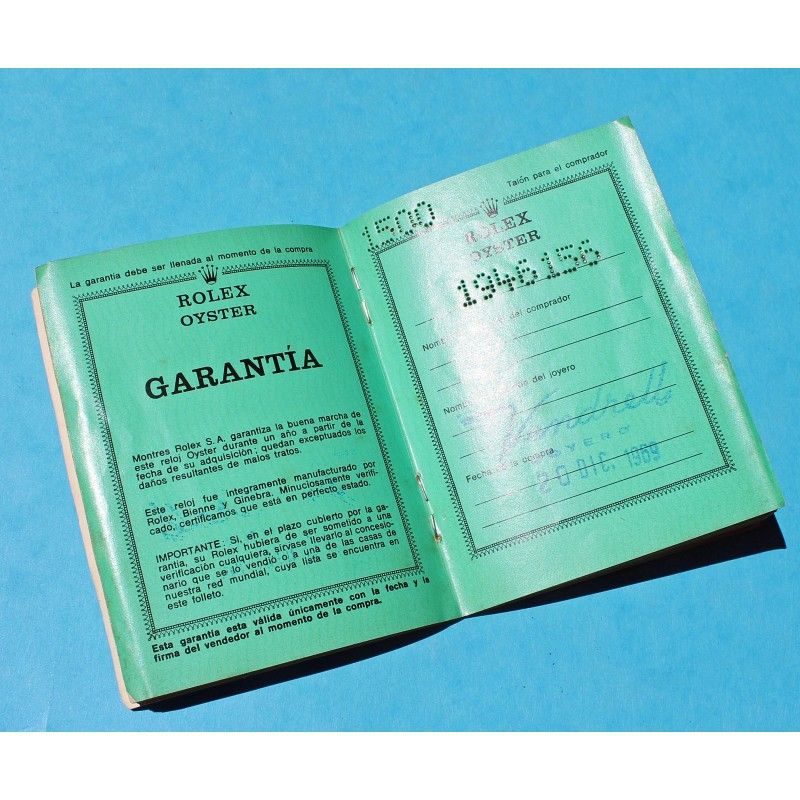 La garantía debe ser llenada al momento de la compra
ROLEX
OYSTER
GARANTÍA
Montres Rolex S.A. garantiza la buena marcha de
este reloj Oyster durante un año a partir de la
fecha de su adquisición; quedan exceptuados los
daños resultantes de malos tratos.
Este reloj fue integramente manufacturado por
Rolex, Bienne y Ginebra. Minuciosamente verifi-
cado, certificamos que está en perfecto estado.
IMPORTANTE: Si, en el plazo cubierto por la ga-
rantía, su Rolex hubiera de ser sometido a una
verificación cualquiera, sírvase llevarlo al concesio-
nario que se lo vendió o a una de las casas de
nuestra red mundial, cuya lista se encuentra en
este folleto.
Esta garantía esta válida únicamente con la fecha y la
firma del vendedor al momento de la compra.
Talón para el comprador
1500
ROLEX
OYSTER
1946156
del comprador
del joyero
JOYERO
Fecha compra
20 DIC. 1969